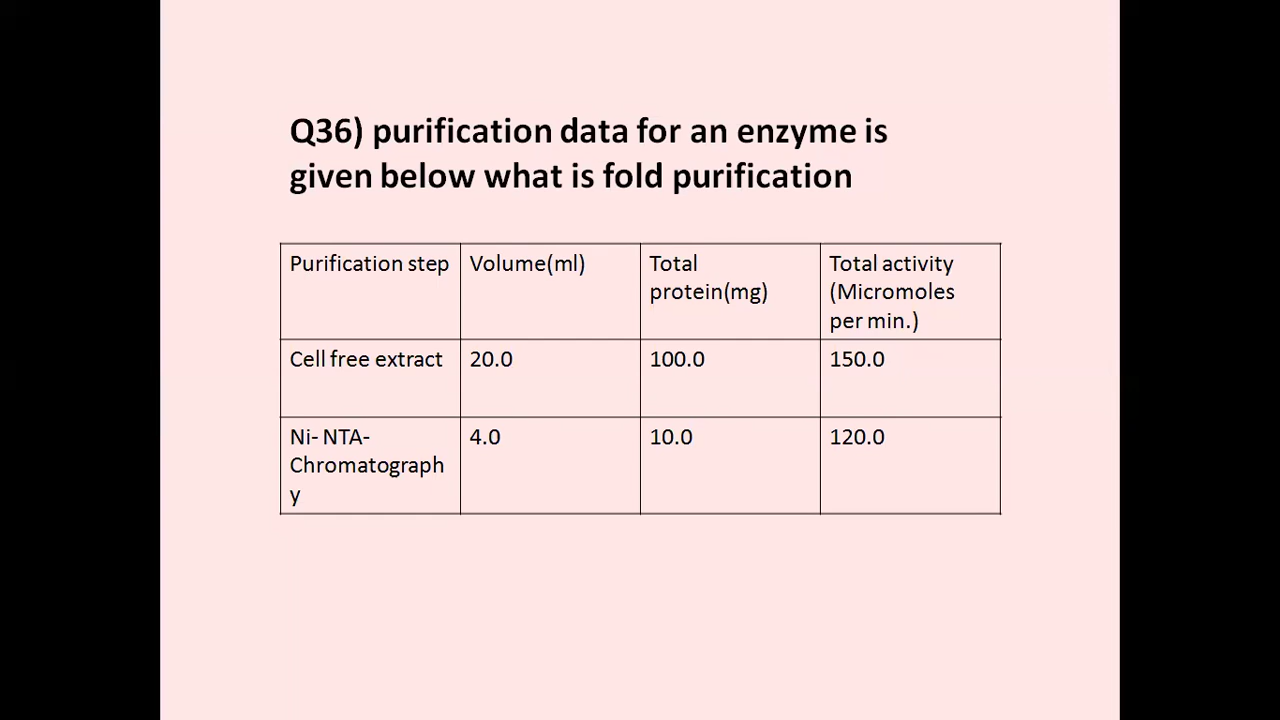 Q36) purification data for an enzyme is
given below what is fold purification
Purification step
Volume(ml)
Total
protein(mg)
Total activity
(Micromoles
per min.)
Cell free extract
20.0
100.0
150.0
Ni- NTA-
Chromatograph
y
4.0
10.0
120.0